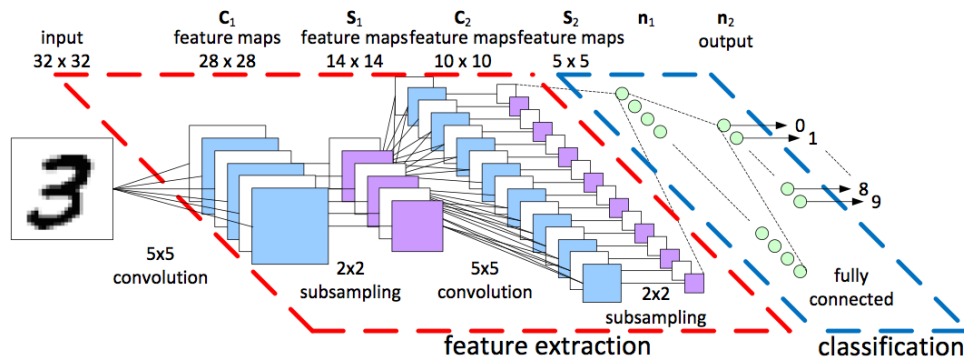 C1 S1 C2 S2 n1 n2
input feature maps feature maps feature maps feature maps output
32 x 32 28 x 28 14 x 14 10 x 10 5 x 5
0
1
8
9
5x5
convolution
2x2
subsampling
5x5
convolution
2x2
subsampling
fully
connected
feature extraction
classification
3